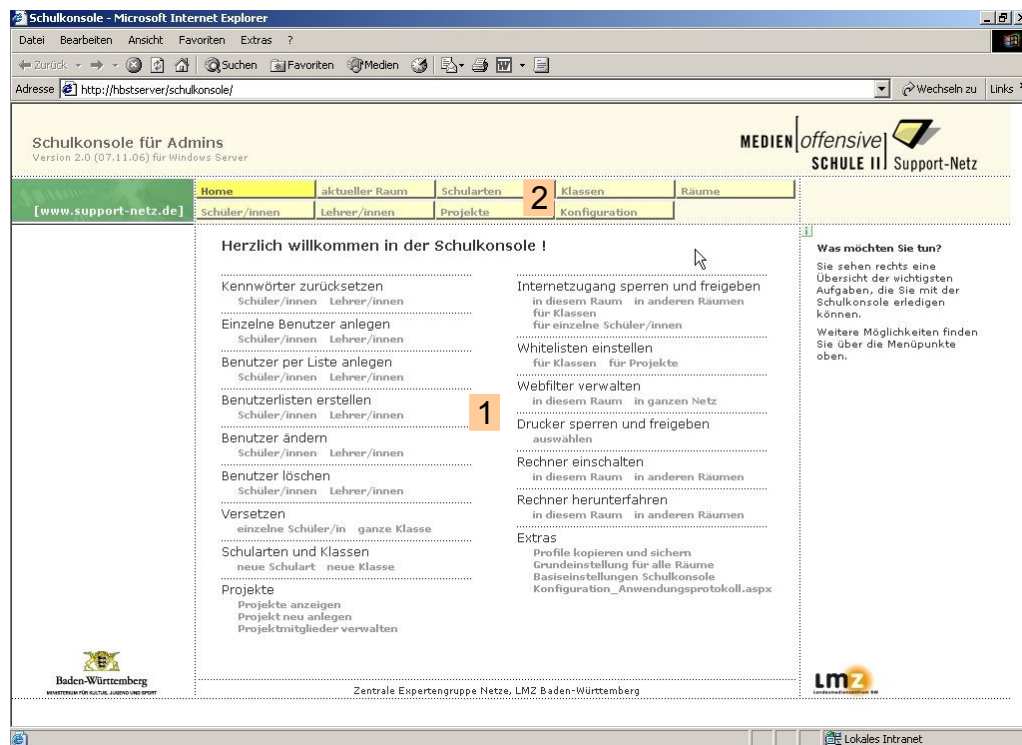 Schulkonsole - Microsoft Internet Explorer
Datei Bearbeiten Ansicht Favoriten Extras ?
Zurück Suchen Favoriten Medien
Adresse http://hbstserver/schulkonsole/ Wechseln zu Links
Schulkonsole für Admins
Version 2.0 (07.11.06) für Windows Server
MEDIEN offensive
SCHULE II Support-Netz
[www.support-netz.de]
Home aktueller Raum Schularten Klassen Räume
Schüler/innen Lehrer/innen Projekte Konfiguration
2
Herzlich willkommen in der Schulkonsole !
Kennwörter zurücksetzen
Schüler/innen Lehrer/innen
Einzelne Benutzer anlegen
Schüler/innen Lehrer/innen
Benutzer per Liste anlegen
Schüler/innen Lehrer/innen
Benutzerlisten erstellen
Schüler/innen Lehrer/innen
Benutzer ändern
Schüler/innen Lehrer/innen
Benutzer löschen
Schüler/innen Lehrer/innen
Versetzen
einzelne Schüler/in ganze Klasse
Schularten und Klassen
neue Schulart neue Klasse
Projekte
Projekte anzeigen
Projekt neu anlegen
Projektmitglieder verwalten
1
Internetzugang sperren und freigeben
in diesem Raum in anderen Räumen
für Klassen
für einzelne Schüler/innen
Whitelisten einstellen
für Klassen für Projekte
Webfilter verwalten
in diesem Raum in ganzen Netz
Drucker sperren und freigeben
auswählen
Rechner einschalten
in diesem Raum in anderen Räumen
Rechner herunterfahren
in diesem Raum in anderen Räumen
Extras
Profile kopieren und sichern
Grundeinstellung für alle Räume
Basiseinstellungen Schulkonsole
Konfiguration_Anwendungsprotokoll.aspx
Was möchten Sie tun?
Sie sehen rechts eine
Übersicht der wichtigsten
Aufgaben, die Sie mit der
Schulkonsole erledigen
können.
Weitere Möglichkeiten finden
Sie über die Menüpunkte
oben.
Baden-Württemberg
MINISTERIUM FÜR KULTUS, JUGEND UND SPORT
Zentrale Expertengruppe Netze, LMZ Baden-Württemberg
LMZ
Landesmedienzentrum BW
Lokales Intranet